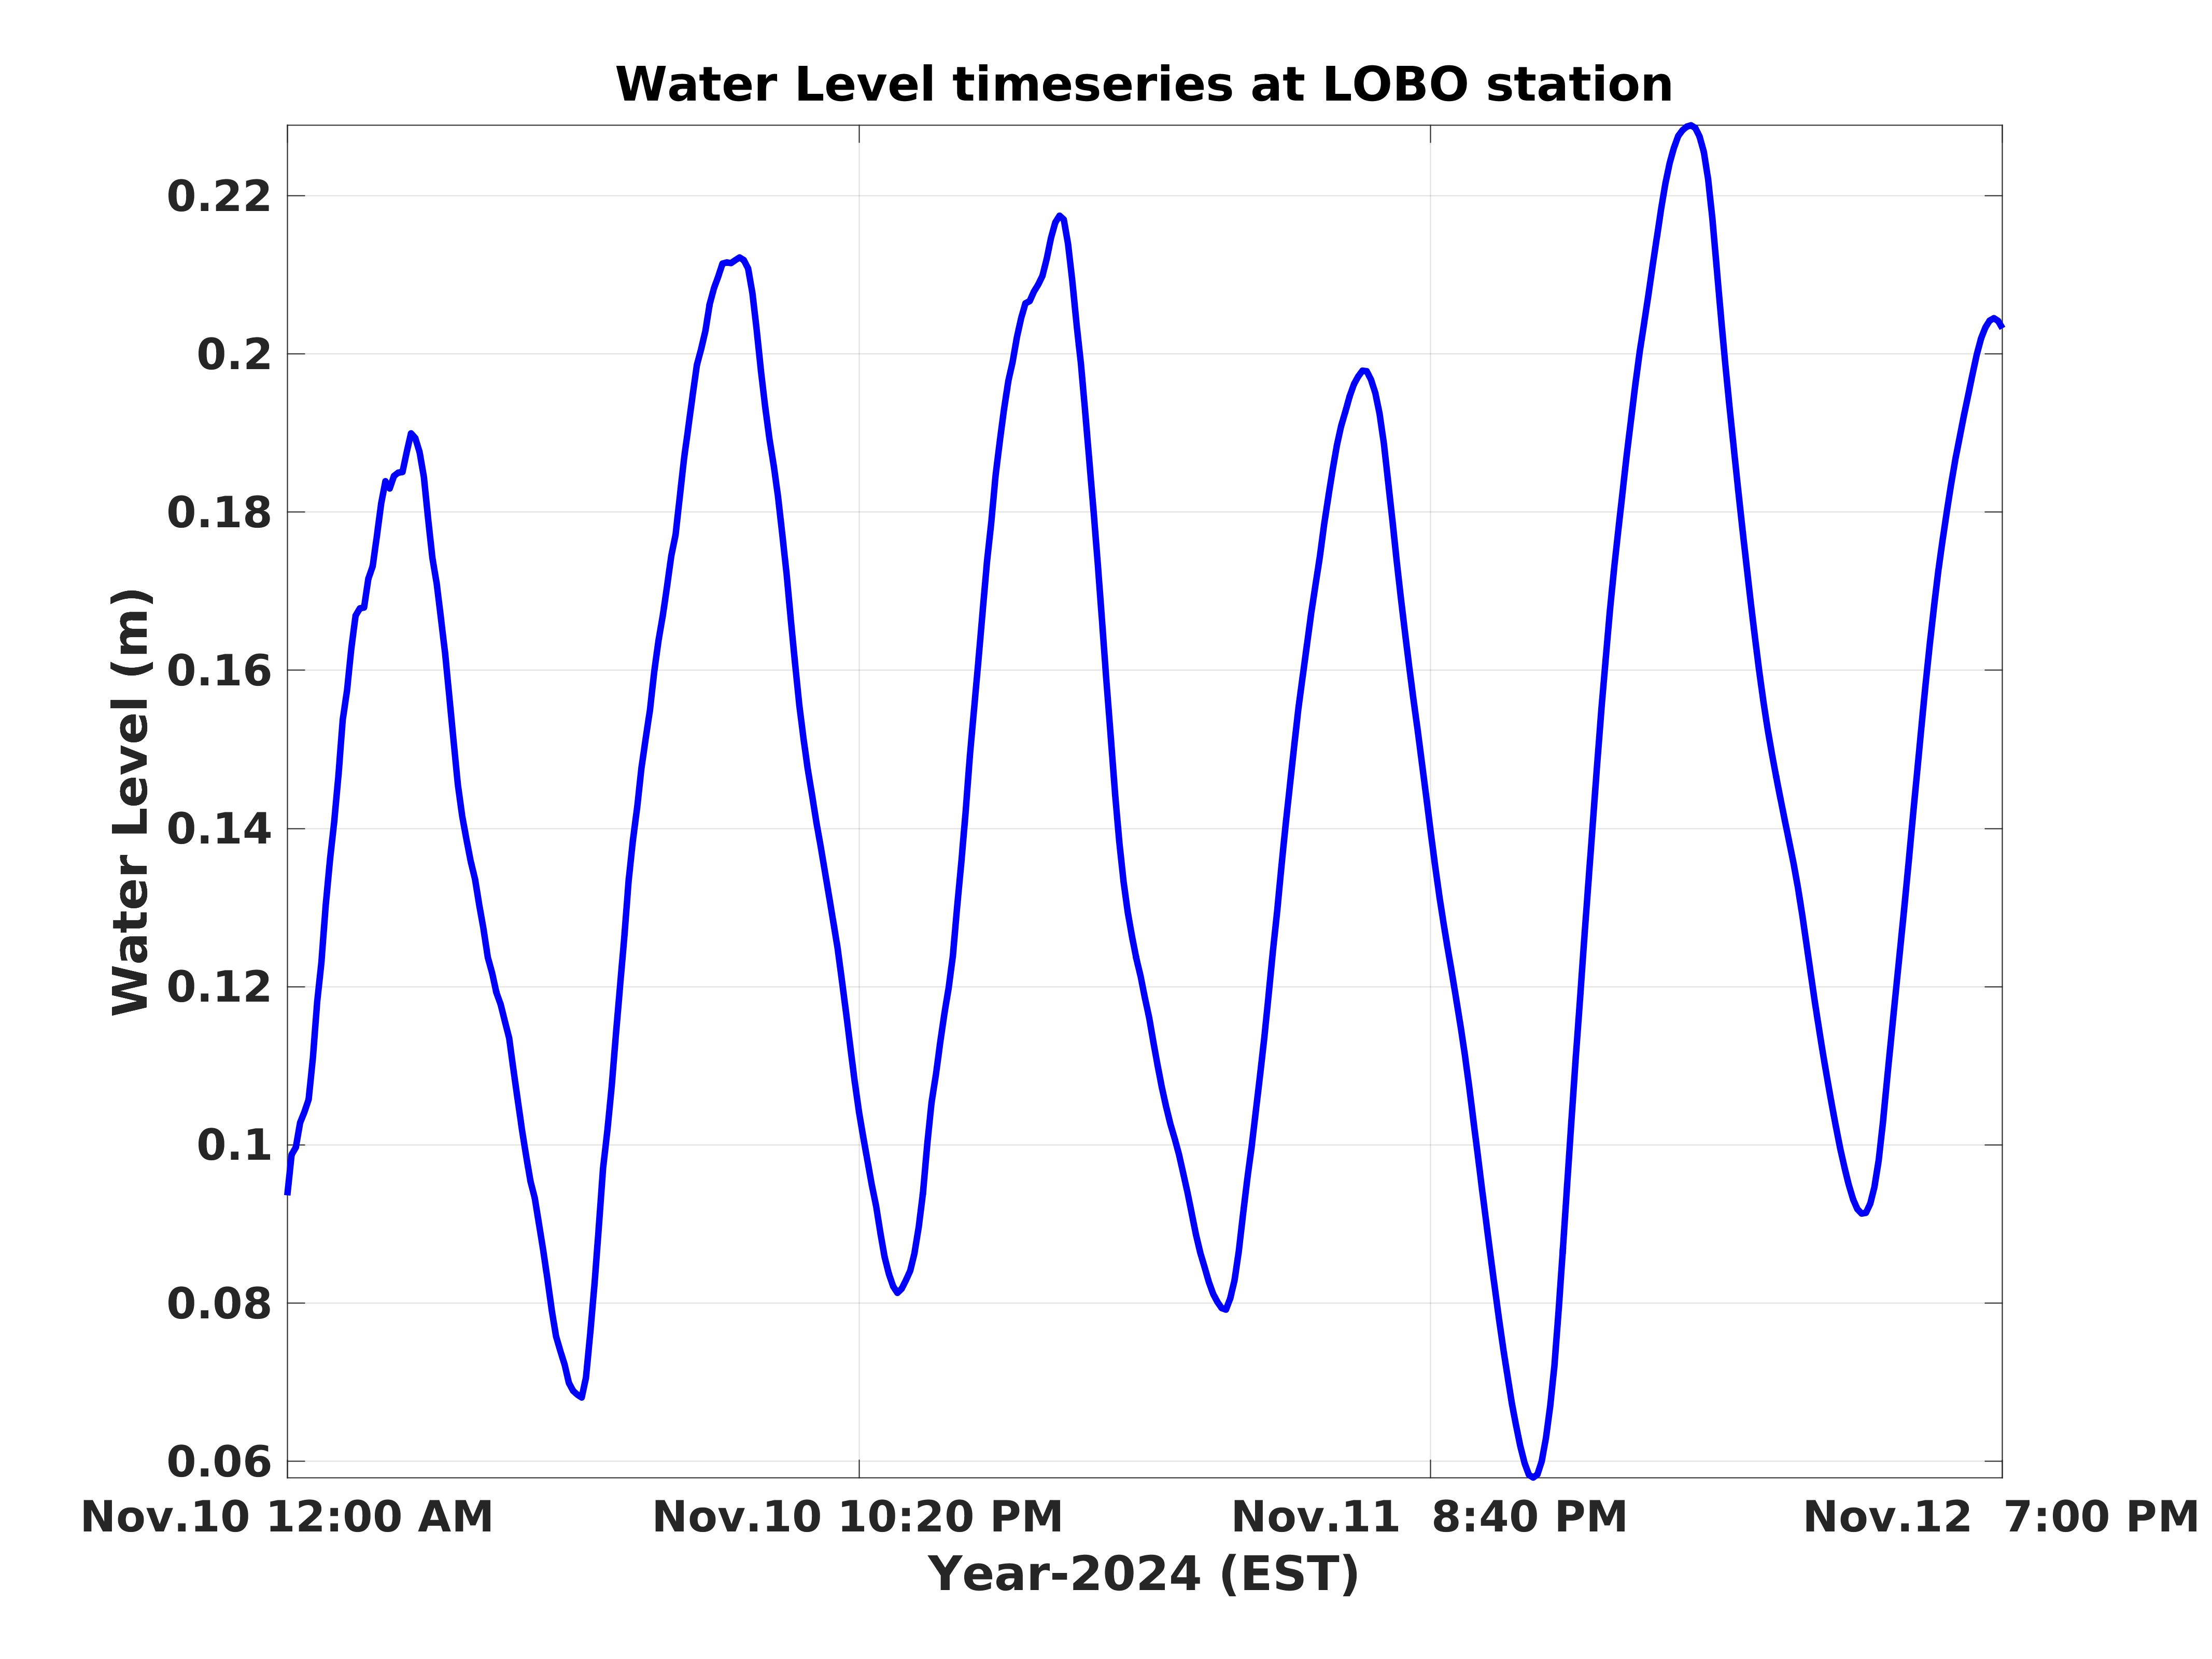 Water Level timeseries at LOBO station
0.22
0.2
0.18
0.16
0.14
0.12
0.1
0.08
0.06
Water Level (m)
Nov.10 12:00 AM
Nov.10 10:20 PM
Nov.11  8:40 PM
Nov.12  7:00 PM
Year-2024 (EST)